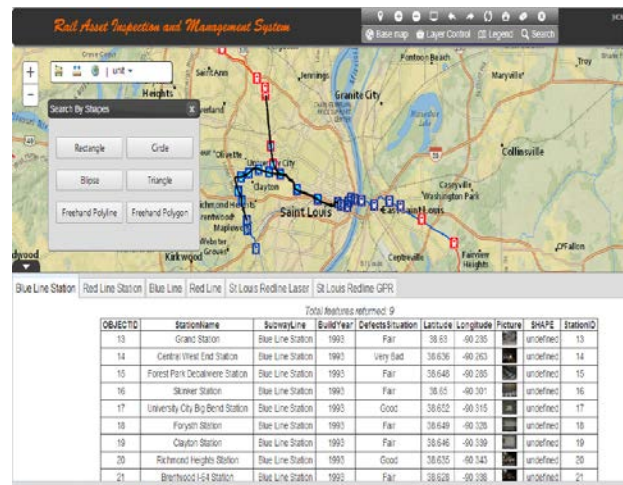 Rail Asset Inspection and Management System
Base map Layer Control Legend Search
unit
Saint Ann
Jennings
Pontoon Beach
Maryville
Troy
Heights
Granite City
Search By Shapes x
Rectangle Circle
Collinsville
Olivette
University City
Ellipse Triangle
Clayton
Caseyville
Washington Park
Freehand Polyline Freehand Polygon
Richmond Heights
Saint Louis
East Saint Louis
Maplewood
Webster Groves
Kirkwood
Centreville
Fairview Heights
O'Fallon
Blue Line Station Red Line Station Blue Line Red Line St Louis Redline Laser St Louis Redline GPR
Total features returned: 9
OBJECTID StationName SubwayLine BuildYear DefectsSituation Latitude Longitude Picture SHAPE StationID
13 Grand Station Blue Line Station 1993 Fair 38.63 -90.235 undefined 13
14 Central West End Station Blue Line Station 1993 Very Bad 38.636 -90.263 undefined 14
15 Forest Park Debaliviere Station Blue Line Station 1993 Fair 38.648 -90.285 undefined 15
16 Skinker Station Blue Line Station 1993 Fair 38.65 -90.301 undefined 16
17 University City Big Bend Station Blue Line Station 1993 Good 38.652 -90.315 undefined 17
18 Forsyth Station Blue Line Station 1993 Fair 38.649 -90.328 undefined 18
19 Clayton Station Blue Line Station 1993 Fair 38.646 -90.339 undefined 19
20 Richmond Heights Station Blue Line Station 1993 Good 38.635 -90.343 undefined 20
21 Brentwood I-64 Station Blue Line Station 1993 Fair 38.628 -90.338 undefined 21